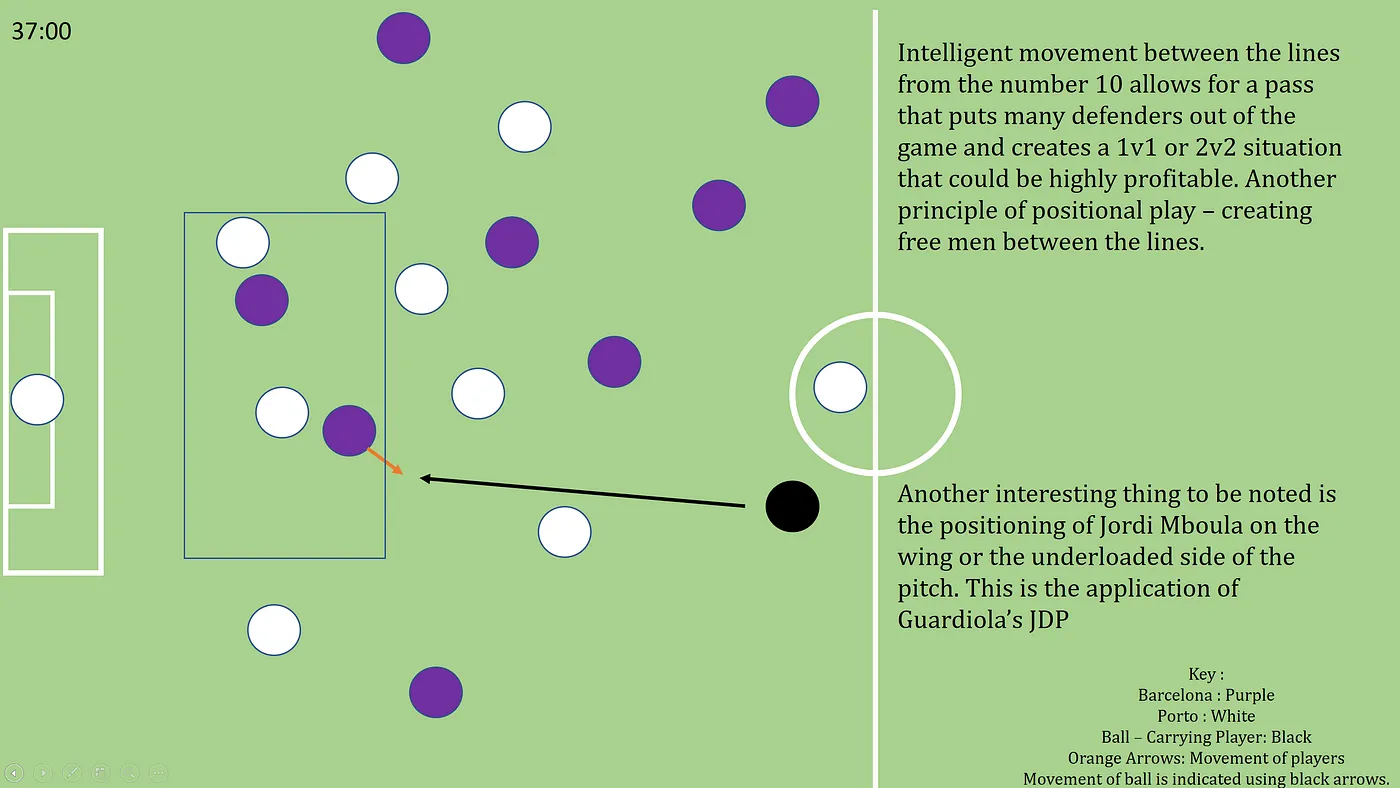 37:00
Intelligent movement between the lines
from the number 10 allows for a pass
that puts many defenders out of the
game and creates a 1v1 or 2v2 situation
that could be highly profitable. Another
principle of positional play – creating
free men between the lines.
Another interesting thing to be noted is
the positioning of Jordi Mboula on the
wing or the underloaded side of the
pitch. This is the application of
Guardiola’s JDP
Key :
Barcelona : Purple
Porto : White
Ball – Carrying Player: Black
Orange Arrows: Movement of players
Movement of ball is indicated using black arrows.